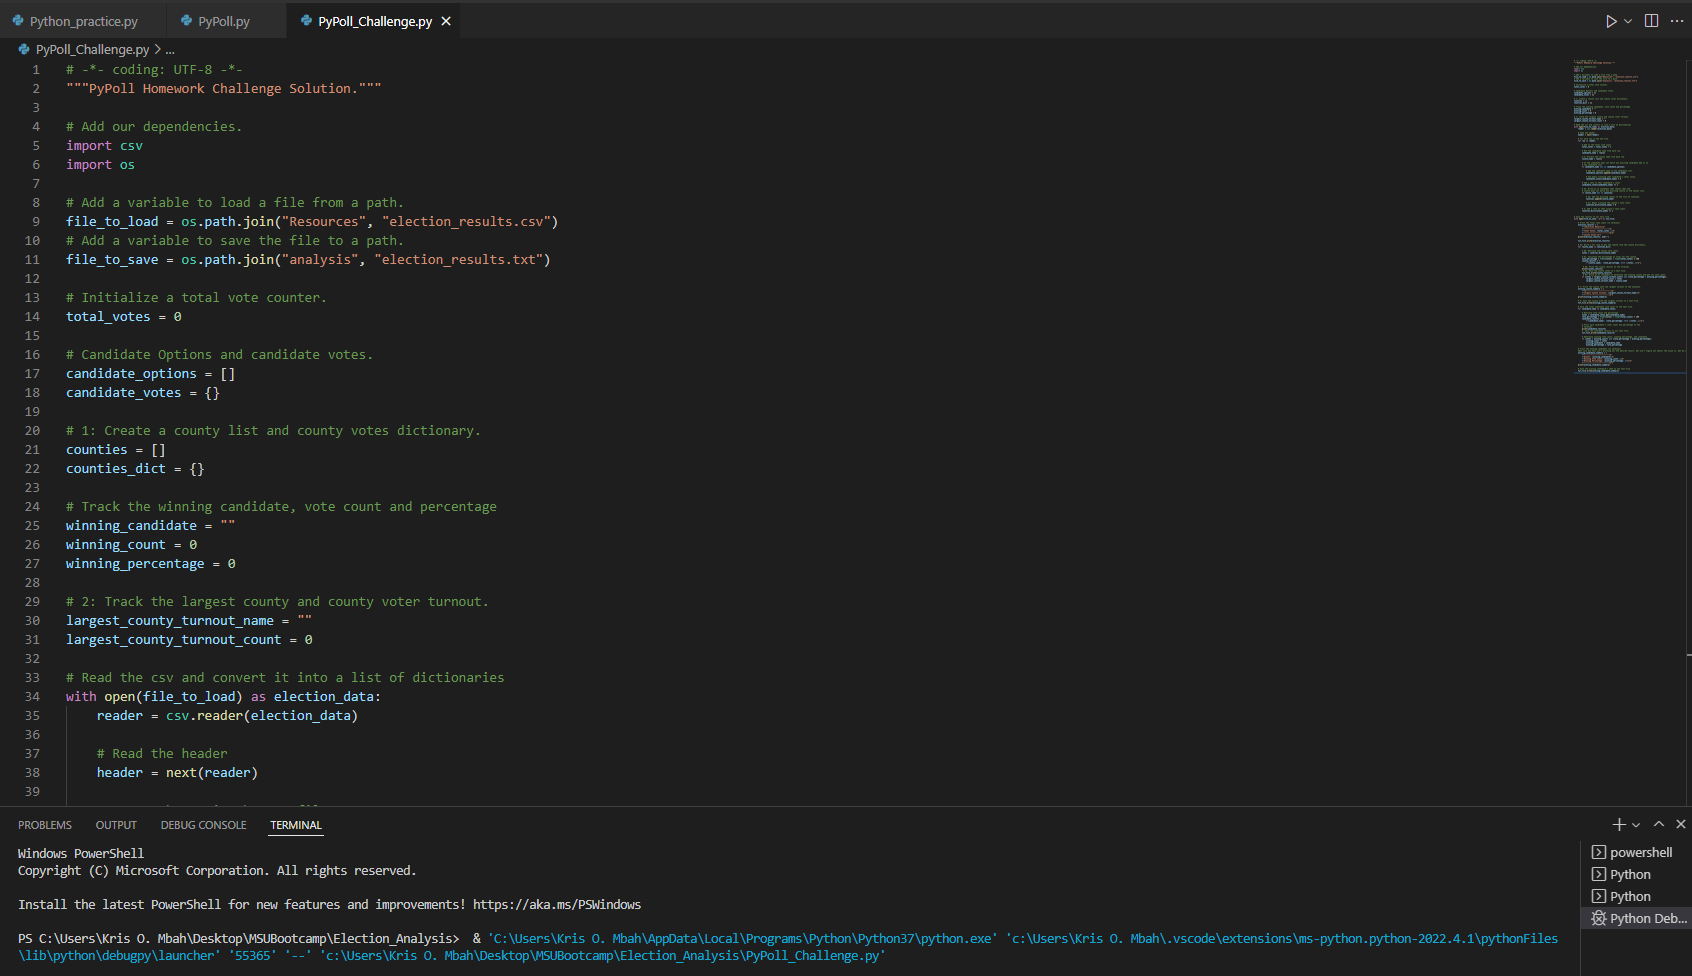 Python_practice.py
PyPoll.py
PyPoll_Challenge.py
PyPoll_Challenge.py > ...
1 # -*- coding: UTF-8 -*-
2 """PyPoll Homework Challenge Solution."""
3
4 # Add our dependencies.
5 import csv
6 import os
7
8 # Add a variable to load a file from a path.
9 file_to_load = os.path.join("Resources", "election_results.csv")
10 # Add a variable to save the file to a path.
11 file_to_save = os.path.join("analysis", "election_results.txt")
12
13 # Initialize a total vote counter.
14 total_votes = 0
15
16 # Candidate Options and candidate votes.
17 candidate_options = []
18 candidate_votes = {}
19
20 # 1: Create a county list and county votes dictionary.
21 counties = []
22 counties_dict = {}
23
24 # Track the winning candidate, vote count and percentage
25 winning_candidate = ""
26 winning_count = 0
27 winning_percentage = 0
28
29 # 2: Track the largest county and county voter turnout.
30 largest_county_turnout_name = ""
31 largest_county_turnout_count = 0
32
33 # Read the csv and convert it into a list of dictionaries
34 with open(file_to_load) as election_data:
35 reader = csv.reader(election_data)
36
37 # Read the header
38 header = next(reader)
39
PROBLEMS OUTPUT DEBUG CONSOLE TERMINAL
Windows PowerShell
Copyright (C) Microsoft Corporation. All rights reserved.
Install the latest PowerShell for new features and improvements! https://aka.ms/PSWindows
PS C:\Users\Kris O. Mbah\Desktop\MSUBootcamp\Election_Analysis> & 'C:\Users\Kris O. Mbah\AppData\Local\Programs\Python\Python37\python.exe' 'c:\Users\Kris O. Mbah\.vscode\extensions\ms-python.python-2022.4.1\pythonFiles
\lib\python\debugpy\launcher' '55365' '--' 'c:\Users\Kris O. Mbah\Desktop\MSUBootcamp\Election_Analysis\PyPoll_Challenge.py'
powershell
Python
Python
Python Deb...